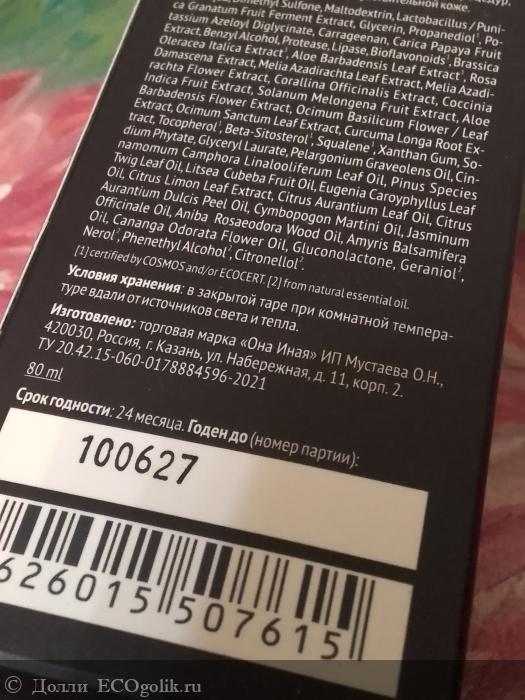 Dimethyl Sulfone, Maltodextrin, Lactobacillus / Puni-
ca Granatum Fruit Ferment Extract, Glycerin, Propanediol¹, Po-
tassium Azeloyl Diglycinate, Carrageenan, Carica Papaya Fruit
Extract, Benzyl Alcohol, Protease, Lipase, Bioflavonoids¹, Brassica
Oleracea Italica Extract¹, Aloe Barbadensis Leaf Extract¹, Rosa
Damascena Extract, Melia Azadirachta Leaf Extract, Melia Azadi-
rachta Flower Extract, Corallina Officinalis Extract, Coccinia
Indica Fruit Extract, Solanum Melongena Fruit Extract, Aloe
Barbadensis Flower Extract, Ocimum Basilicum Flower / Leaf
Extract, Ocimum Sanctum Leaf Extract, Curcuma Longa Root Ex-
tract, Tocopherol¹, Beta-Sitosterol¹, Squalene¹, Xanthan Gum, So-
dium Phytate, Glyceryl Laurate, Pelargonium Graveolens Oil, Cin-
namomum Camphora Linalooliferum Leaf Oil, Pinus Species
Twig Leaf Oil, Litsea Cubeba Fruit Oil, Eugenia Caroyphyllus Leaf
Oil, Citrus Limon Leaf Extract, Citrus Aurantium Leaf Oil, Citrus
Aurantium Dulcis Peel Oil, Cymbopogon Martini Oil, Jasminum
Officinale Oil, Aniba Rosaeodora Wood Oil, Amyris Balsamifera
Oil, Cananga Odorata Flower Oil, Gluconolactone, Geraniol²,
Nerol², Phenethyl Alcohol², Citronellol².
[1] certified by COSMOS and/or ECOCERT. [2] from natural essential oil.
Условия хранения: в закрытой таре при комнатной темпера-
туре вдали от источников света и тепла.
Изготовлено: торговая марка «Она Иная» ИП Мустаева О.Н.,
420030, Россия, г. Казань, ул. Набережная, д. 11, корп. 2.
ТУ 20.42.15-060-0178884596-2021
80 ml
Срок годности: 24 месяца. Годен до (номер партии):
100627
626015 507615
© Долли ECOgolik.ru